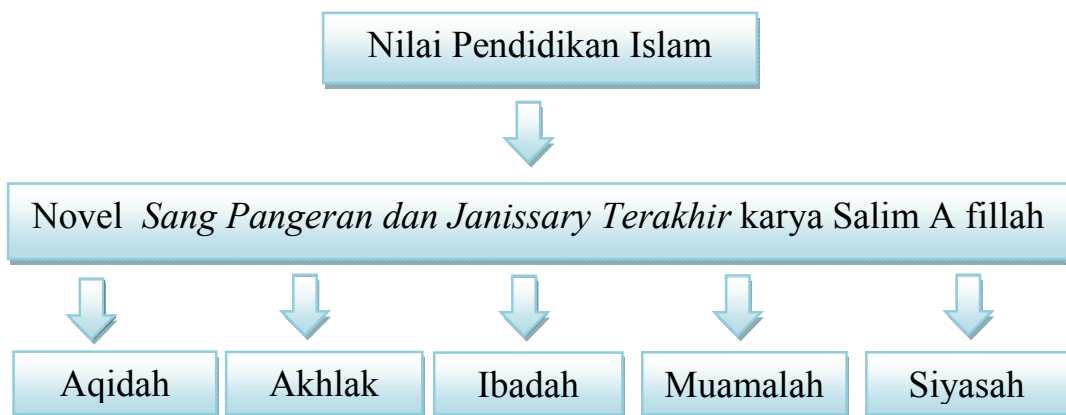 Nilai Pendidikan Islam
Novel Sang Pangeran dan Janissary Terakhir karya Salim A fillah
Aqidah
Akhlak
Ibadah
Muamalah
Siyasah